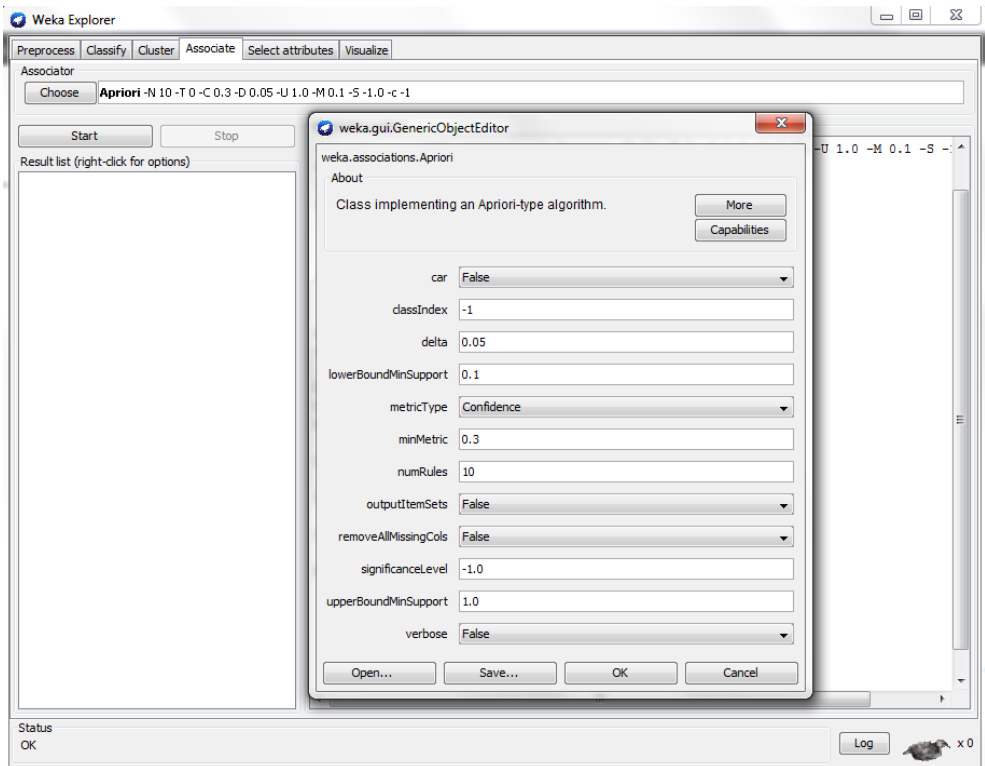 Weka Explorer
Preprocess Classify Cluster Associate Select attributes Visualize
Associator
Choose Apriori -N 10 -T 0 -C 0.3 -D 0.05 -U 1.0 -M 0.1 -S -1.0 -c -1
Start Stop
Result list (right-click for options)
-U 1.0 -M 0.1 -S -
weka.gui.GenericObjectEditor
weka.associations.Apriori
About
Class implementing an Apriori-type algorithm.
More
Capabilities
car False
classIndex -1
delta 0.05
lowerBoundMinSupport 0.1
metricType Confidence
minMetric 0.3
numRules 10
outputItemSets False
removeAllMissingCols False
significanceLevel -1.0
upperBoundMinSupport 1.0
verbose False
Open... Save... OK Cancel
Status
OK
Log x 0